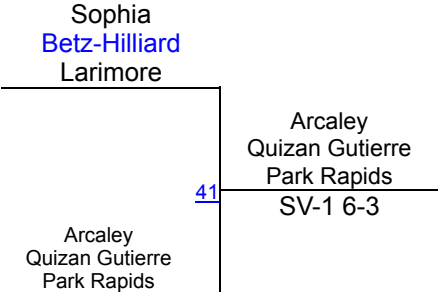 Sophia
Betz-Hilliard
Larimore
Arcaley
Quizan Gutierre
Park Rapids
41
SV-1 6-3
Arcaley
Quizan Gutierre
Park Rapids